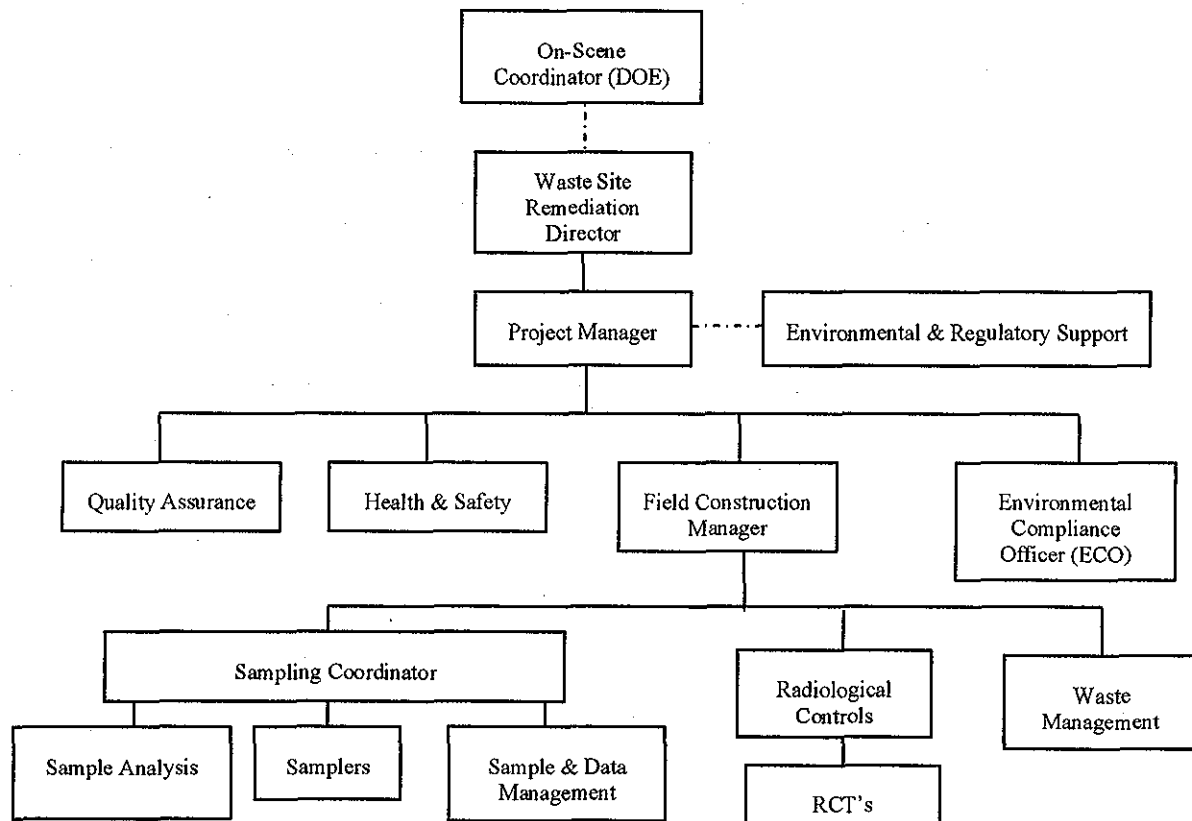 On-Scene
Coordinator (DOE)
Waste Site
Remediation
Director
Project Manager
Environmental & Regulatory Support
Quality Assurance
Health & Safety
Field Construction
Manager
Environmental
Compliance
Officer (ECO)
Sampling Coordinator
Radiological
Controls
Waste
Management
Sample Analysis
Samplers
Sample & Data
Management
RCT's